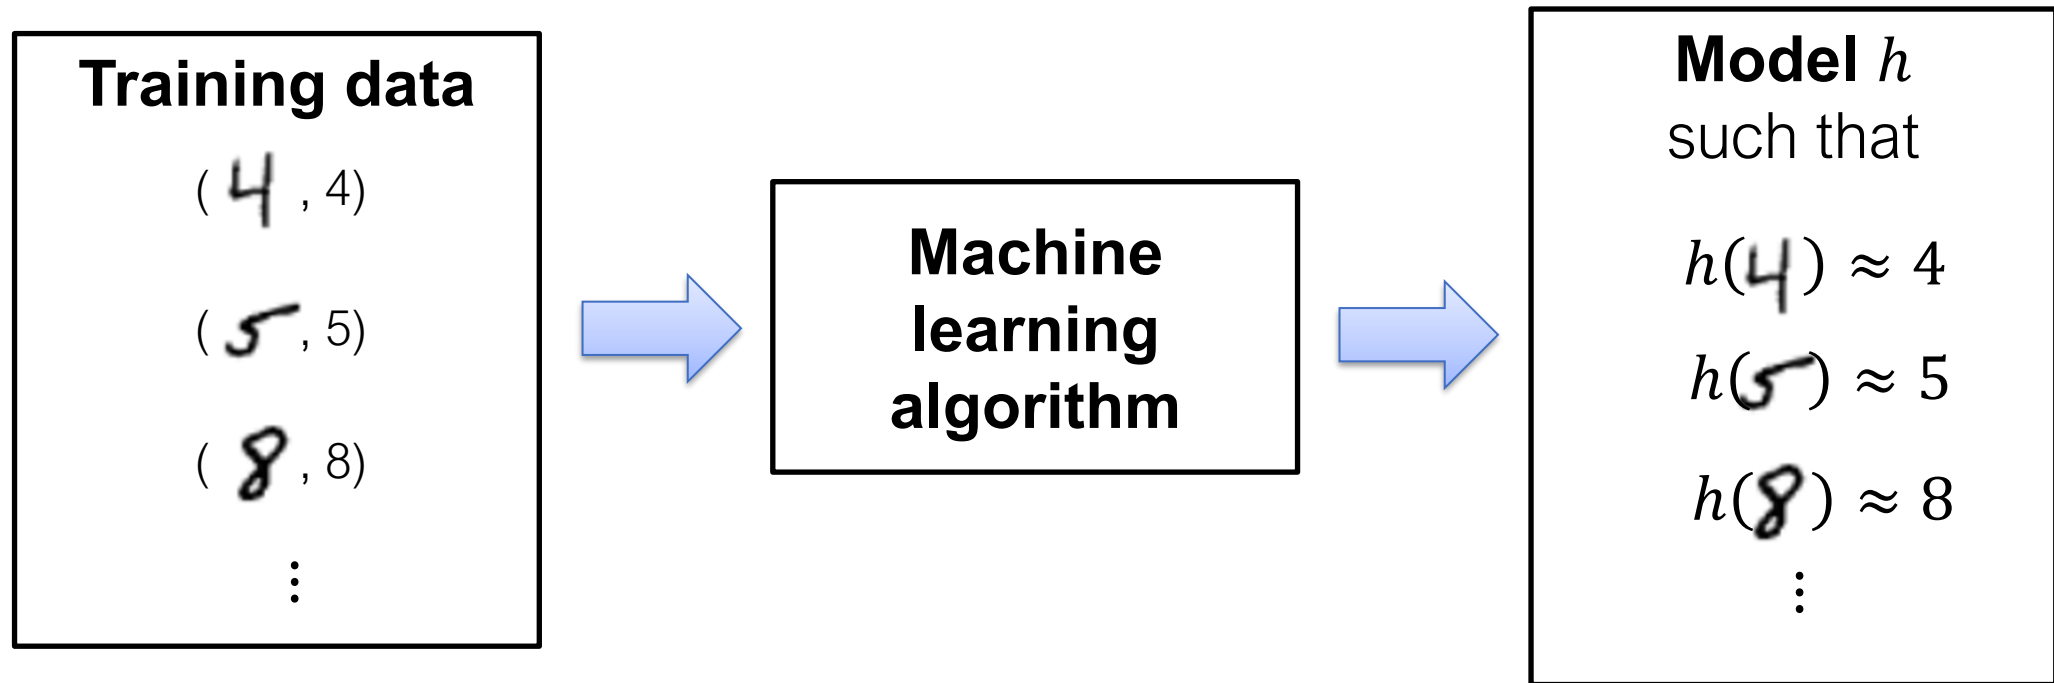 Training data
( 4 , 4)
( 5 , 5)
( 8 , 8)
⋮
Machine
learning
algorithm
Model h
such that
h(4) ≈ 4
h(5) ≈ 5
h(8) ≈ 8
⋮